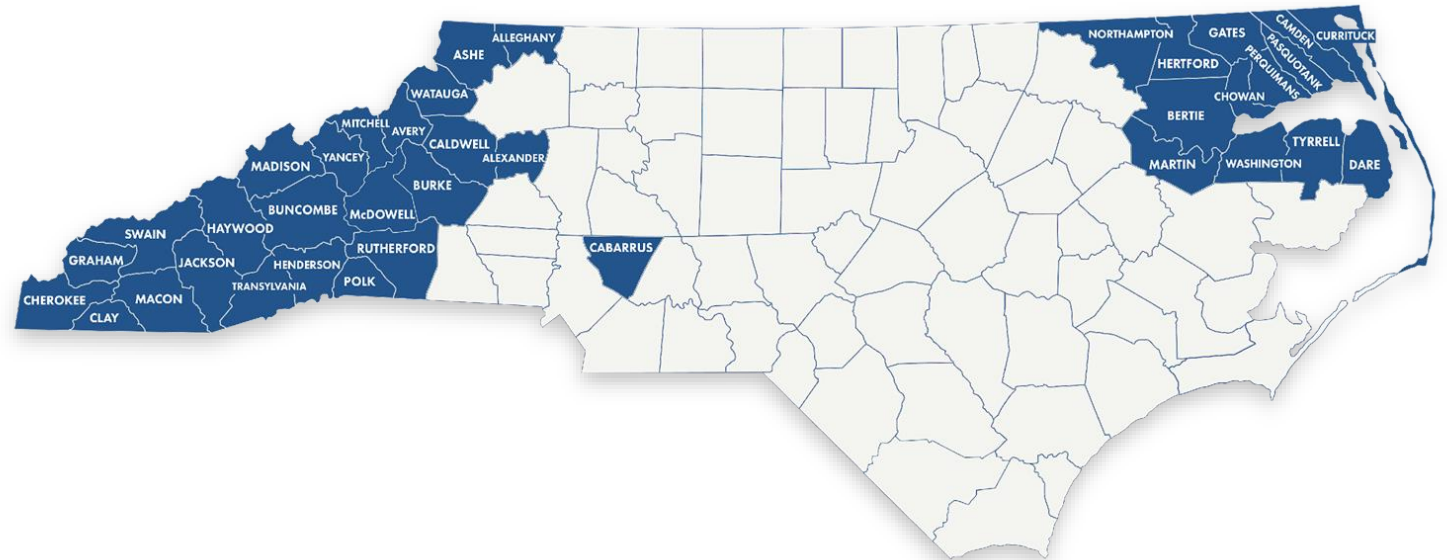 ALLEGHANY
ASHE
WATAUGA
MITCHELL
AVERY
CALDWELL
ALEXANDER
YANCEY
MADISON
BURKE
BUNCOMBE
McDOWELL
HAYWOOD
SWAIN
RUTHERFORD
GRAHAM
JACKSON
HENDERSON
POLK
TRANSYLVANIA
CHEROKEE
MACON
CLAY
CABARRUS
NORTHAMPTON
GATES
CAMDEN
CURRITUCK
PASQUOTANK
HERTFORD
PERQUIMANS
CHOWAN
BERTIE
TYRRELL
MARTIN
WASHINGTON
DARE